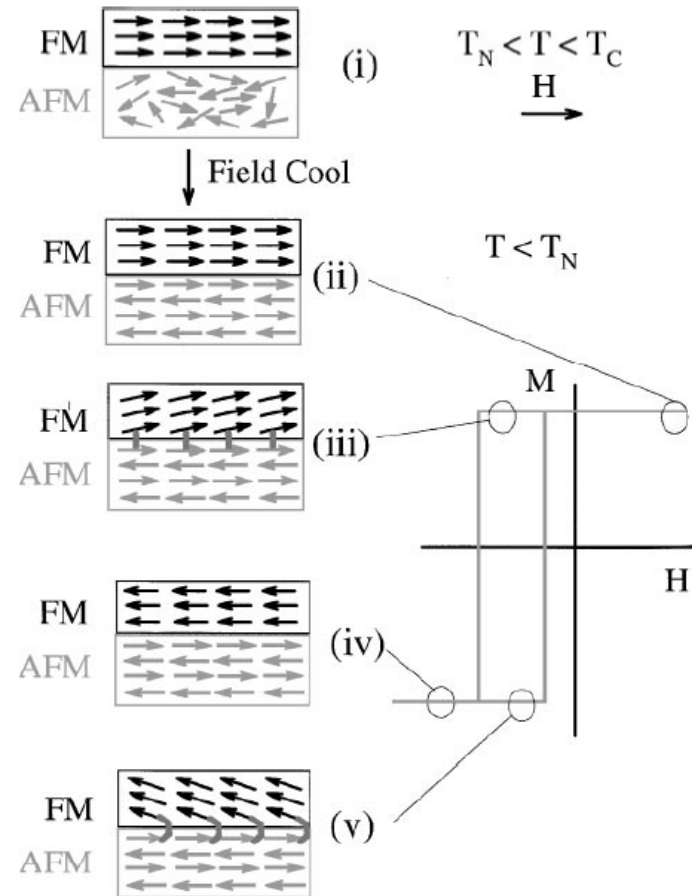 FM
AFM
(i)
T_N < T < T_C
H
Field Cool
FM
AFM
(ii)
T < T_N
FM
AFM
(iii)
M
H
FM
AFM
(iv)
FM
AFM
(v)